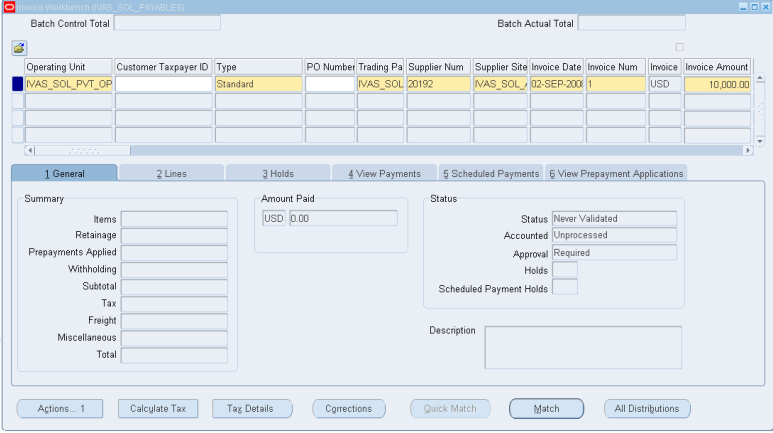 Invoice Workbench (IVAS_SOL_PAYABLES)
Batch Control Total
Batch Actual Total
Operating Unit Customer Taxpayer ID Type PO Number Trading Pa Supplier Num Supplier Site Invoice Date Invoice Num Invoice Invoice Amount
IVAS_SOL_PVT_OP Standard IVAS_SOL 20192 IVAS_SOL_A 02-SEP-2008 1 USD 10,000.00
1 General 2 Lines 3 Holds 4 View Payments 5 Scheduled Payments 6 View Prepayment Applications
Summary Amount Paid Status
Items USD 0.00 Status Never Validated
Retainage Accounted Unprocessed
Prepayments Applied Approval Required
Withholding Holds
Subtotal Scheduled Payment Holds
Tax
Freight
Miscellaneous Description
Total
Actions... 1 Calculate Tax Tax Details Corrections Quick Match Match All Distributions